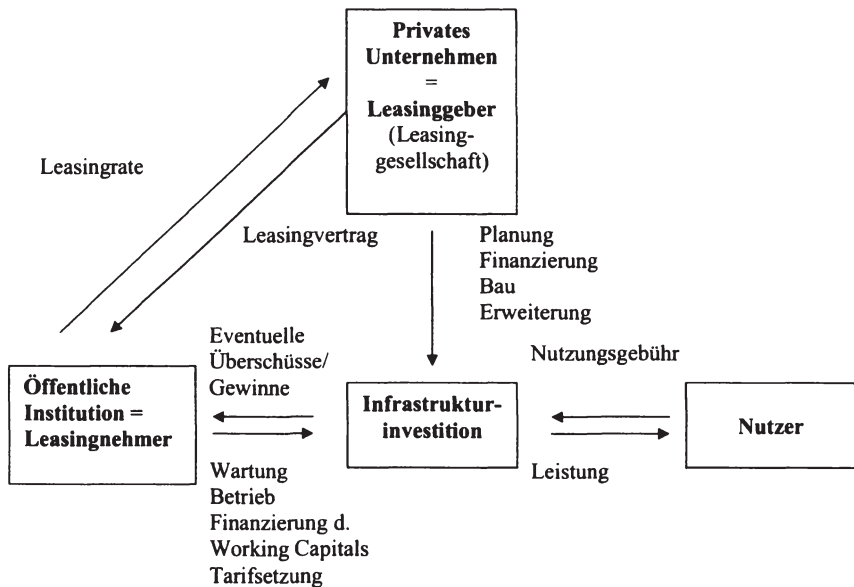 Privates
Unternehmen
=
Leasinggeber
(Leasing-
gesellschaft)
Leasingrate
Leasingvertrag
Planung
Finanzierung
Bau
Erweiterung
Eventuelle
Überschüsse/
Gewinne
Nutzungsgebühr
Öffentliche
Institution =
Leasingnehmer
Infrastruktur-
investition
Nutzer
Wartung
Betrieb
Finanzierung d.
Working Capitals
Tarifsetzung
Leistung